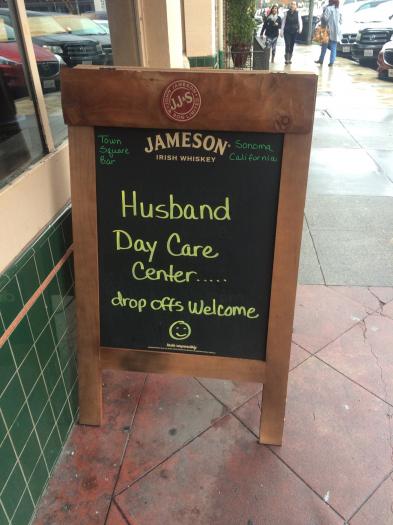 JJ&S
JAMESON
IRISH WHISKEY
Town
Square
Bar
Sonoma,
California
Husband
Day Care
Center.....
drop offs Welcome